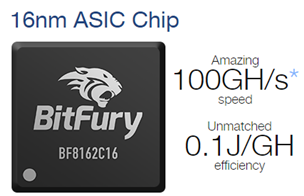 16nm ASIC Chip
BitFury
BF8162C16
Amazing
100GH/s*
speed
Unmatched
0.1J/GH
efficiency